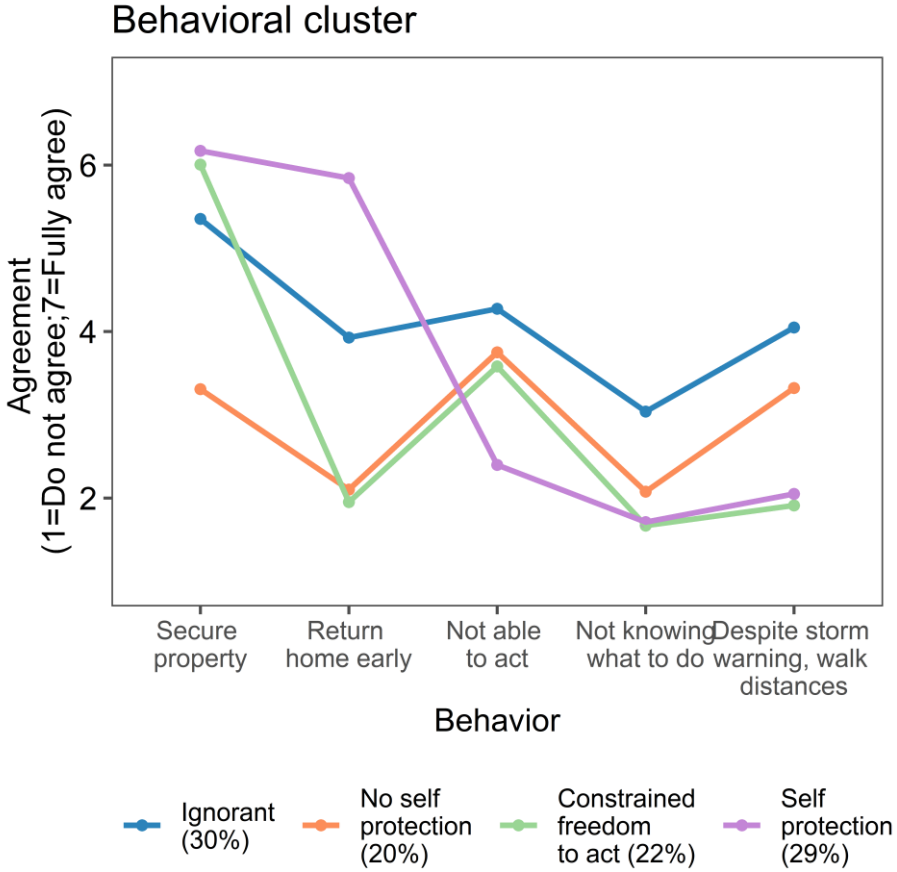 Behavioral cluster
Agreement
(1=Do not agree;7=Fully agree)
6
4
2
Secure
property
Return
home early
Not able
to act
Not knowing
what to do
Despite storm
warning, walk
distances
Behavior
Ignorant
(30%)
No self
protection
(20%)
Constrained
freedom
to act (22%)
Self
protection
(29%)